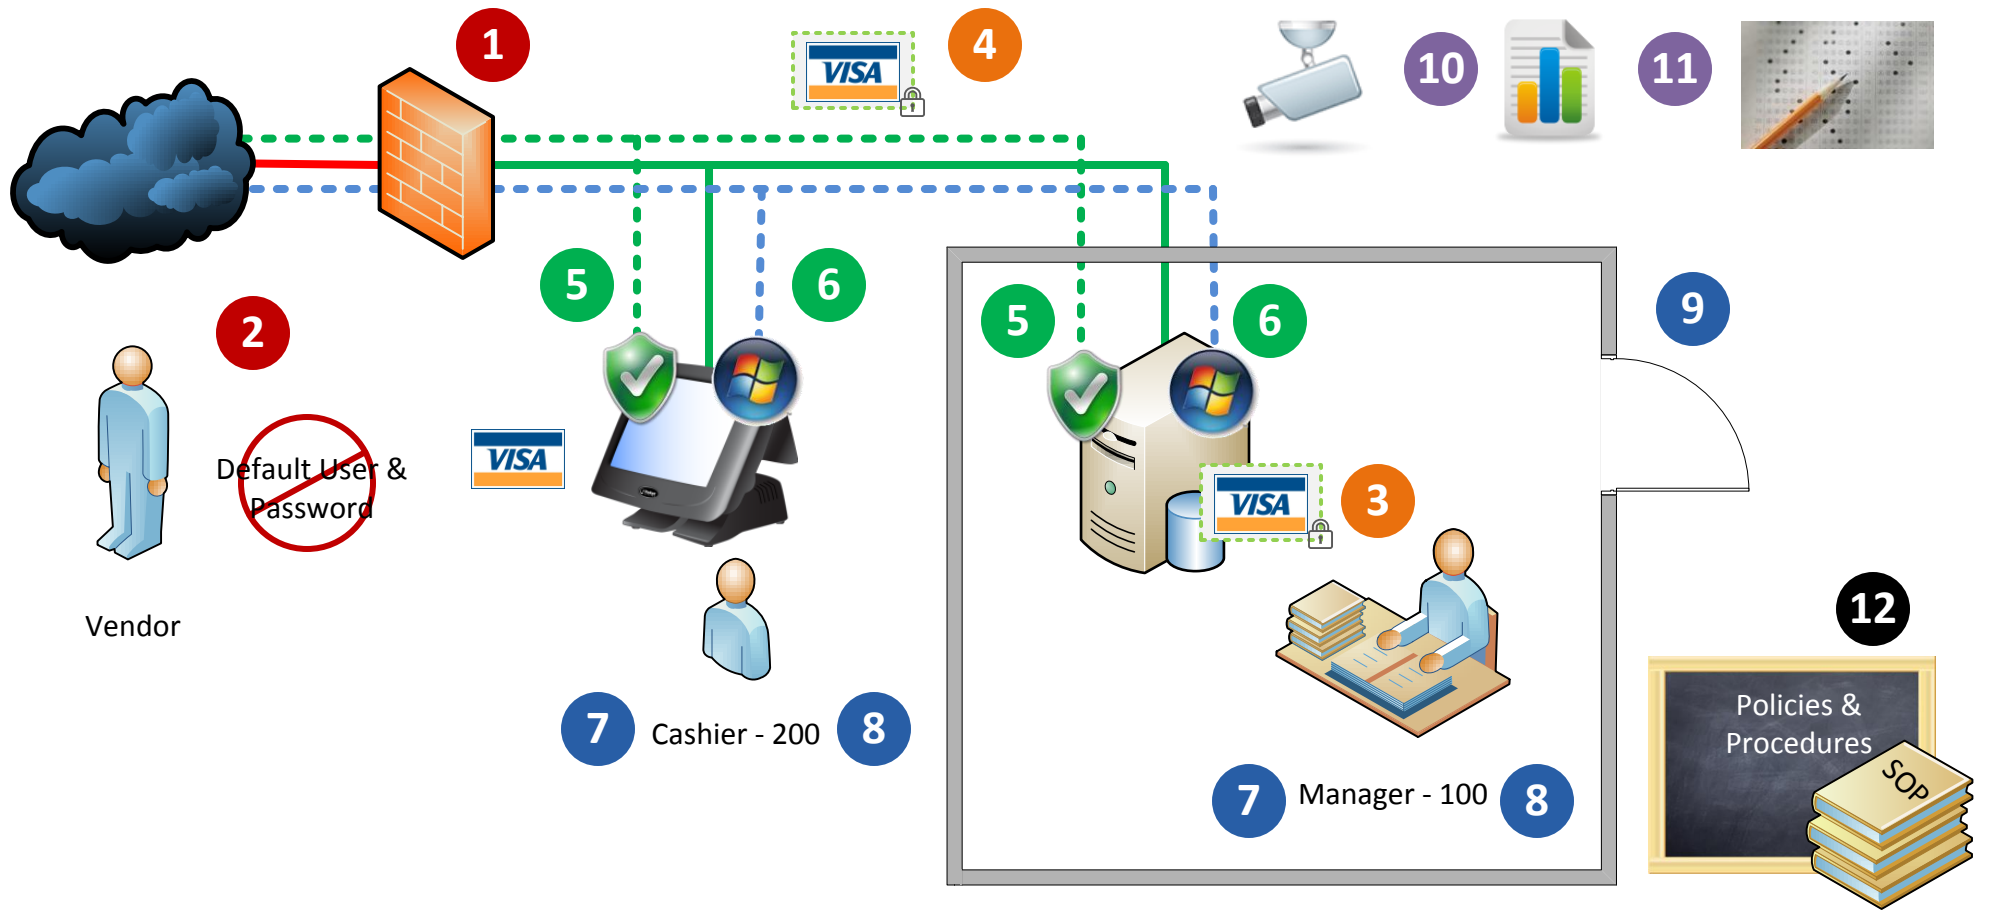 1
4
VISA
10
11
5
6
2
5
6
9
Default User &
Password
VISA
VISA
3
Vendor
12
Policies &
Procedures
7
Cashier - 200
8
SOP
7
Manager - 100
8